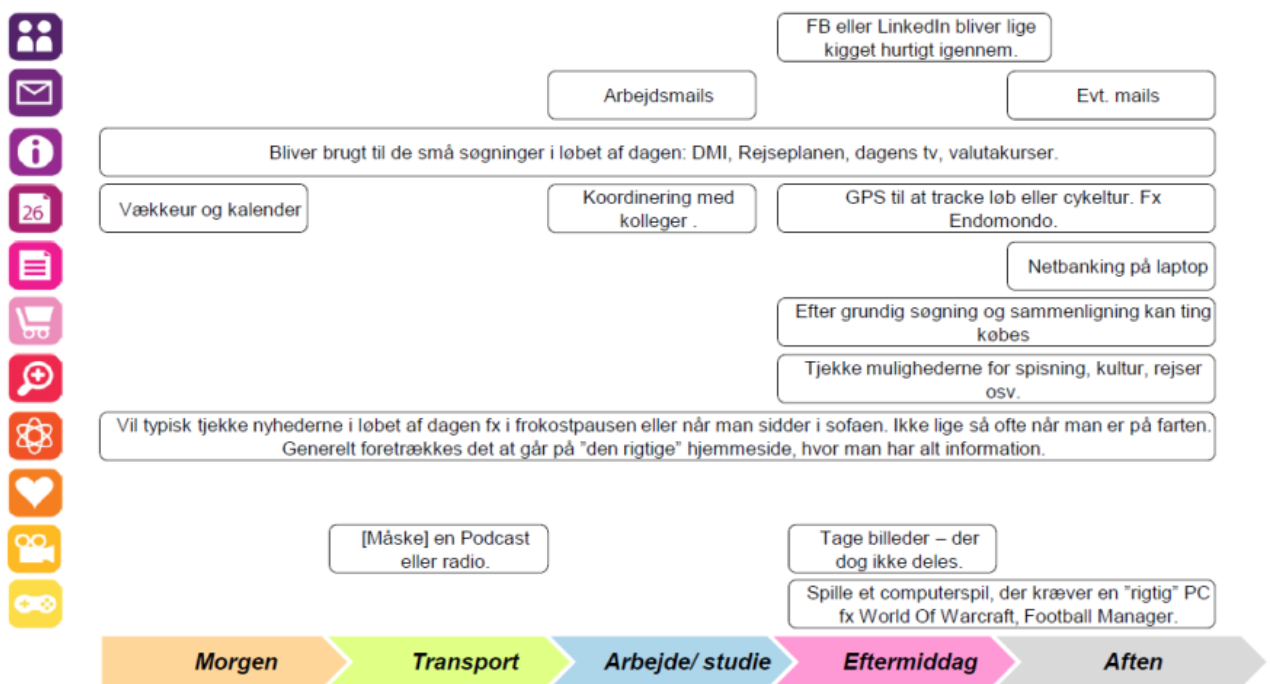 FB eller LinkedIn bliver lige
kigget hurtigt igennem.
Arbejdsmails
Evt. mails
Bliver brugt til de små søgninger i løbet af dagen: DMI, Rejseplanen, dagens tv, valutakurser.
26
Vækkeur og kalender
Koordinering med
kolleger .
GPS til at tracke løb eller cykeltur. Fx
Endomondo.
Netbanking på laptop
Efter grundig søgning og sammenligning kan ting
købes
Tjekke mulighederne for spisning, kultur, rejser
osv.
Vil typisk tjekke nyhederne i løbet af dagen fx i frokostpausen eller når man sidder i sofaen. Ikke lige så ofte når man er på farten.
Generelt foretrækkes det at går på "den rigtige" hjemmeside, hvor man har alt information.
[Måske] en Podcast
eller radio.
Tage billeder – der
dog ikke deles.
Spille et computerspil, der kræver en "rigtig" PC
fx World Of Warcraft, Football Manager.
Morgen
Transport
Arbejde/ studie
Eftermiddag
Aften